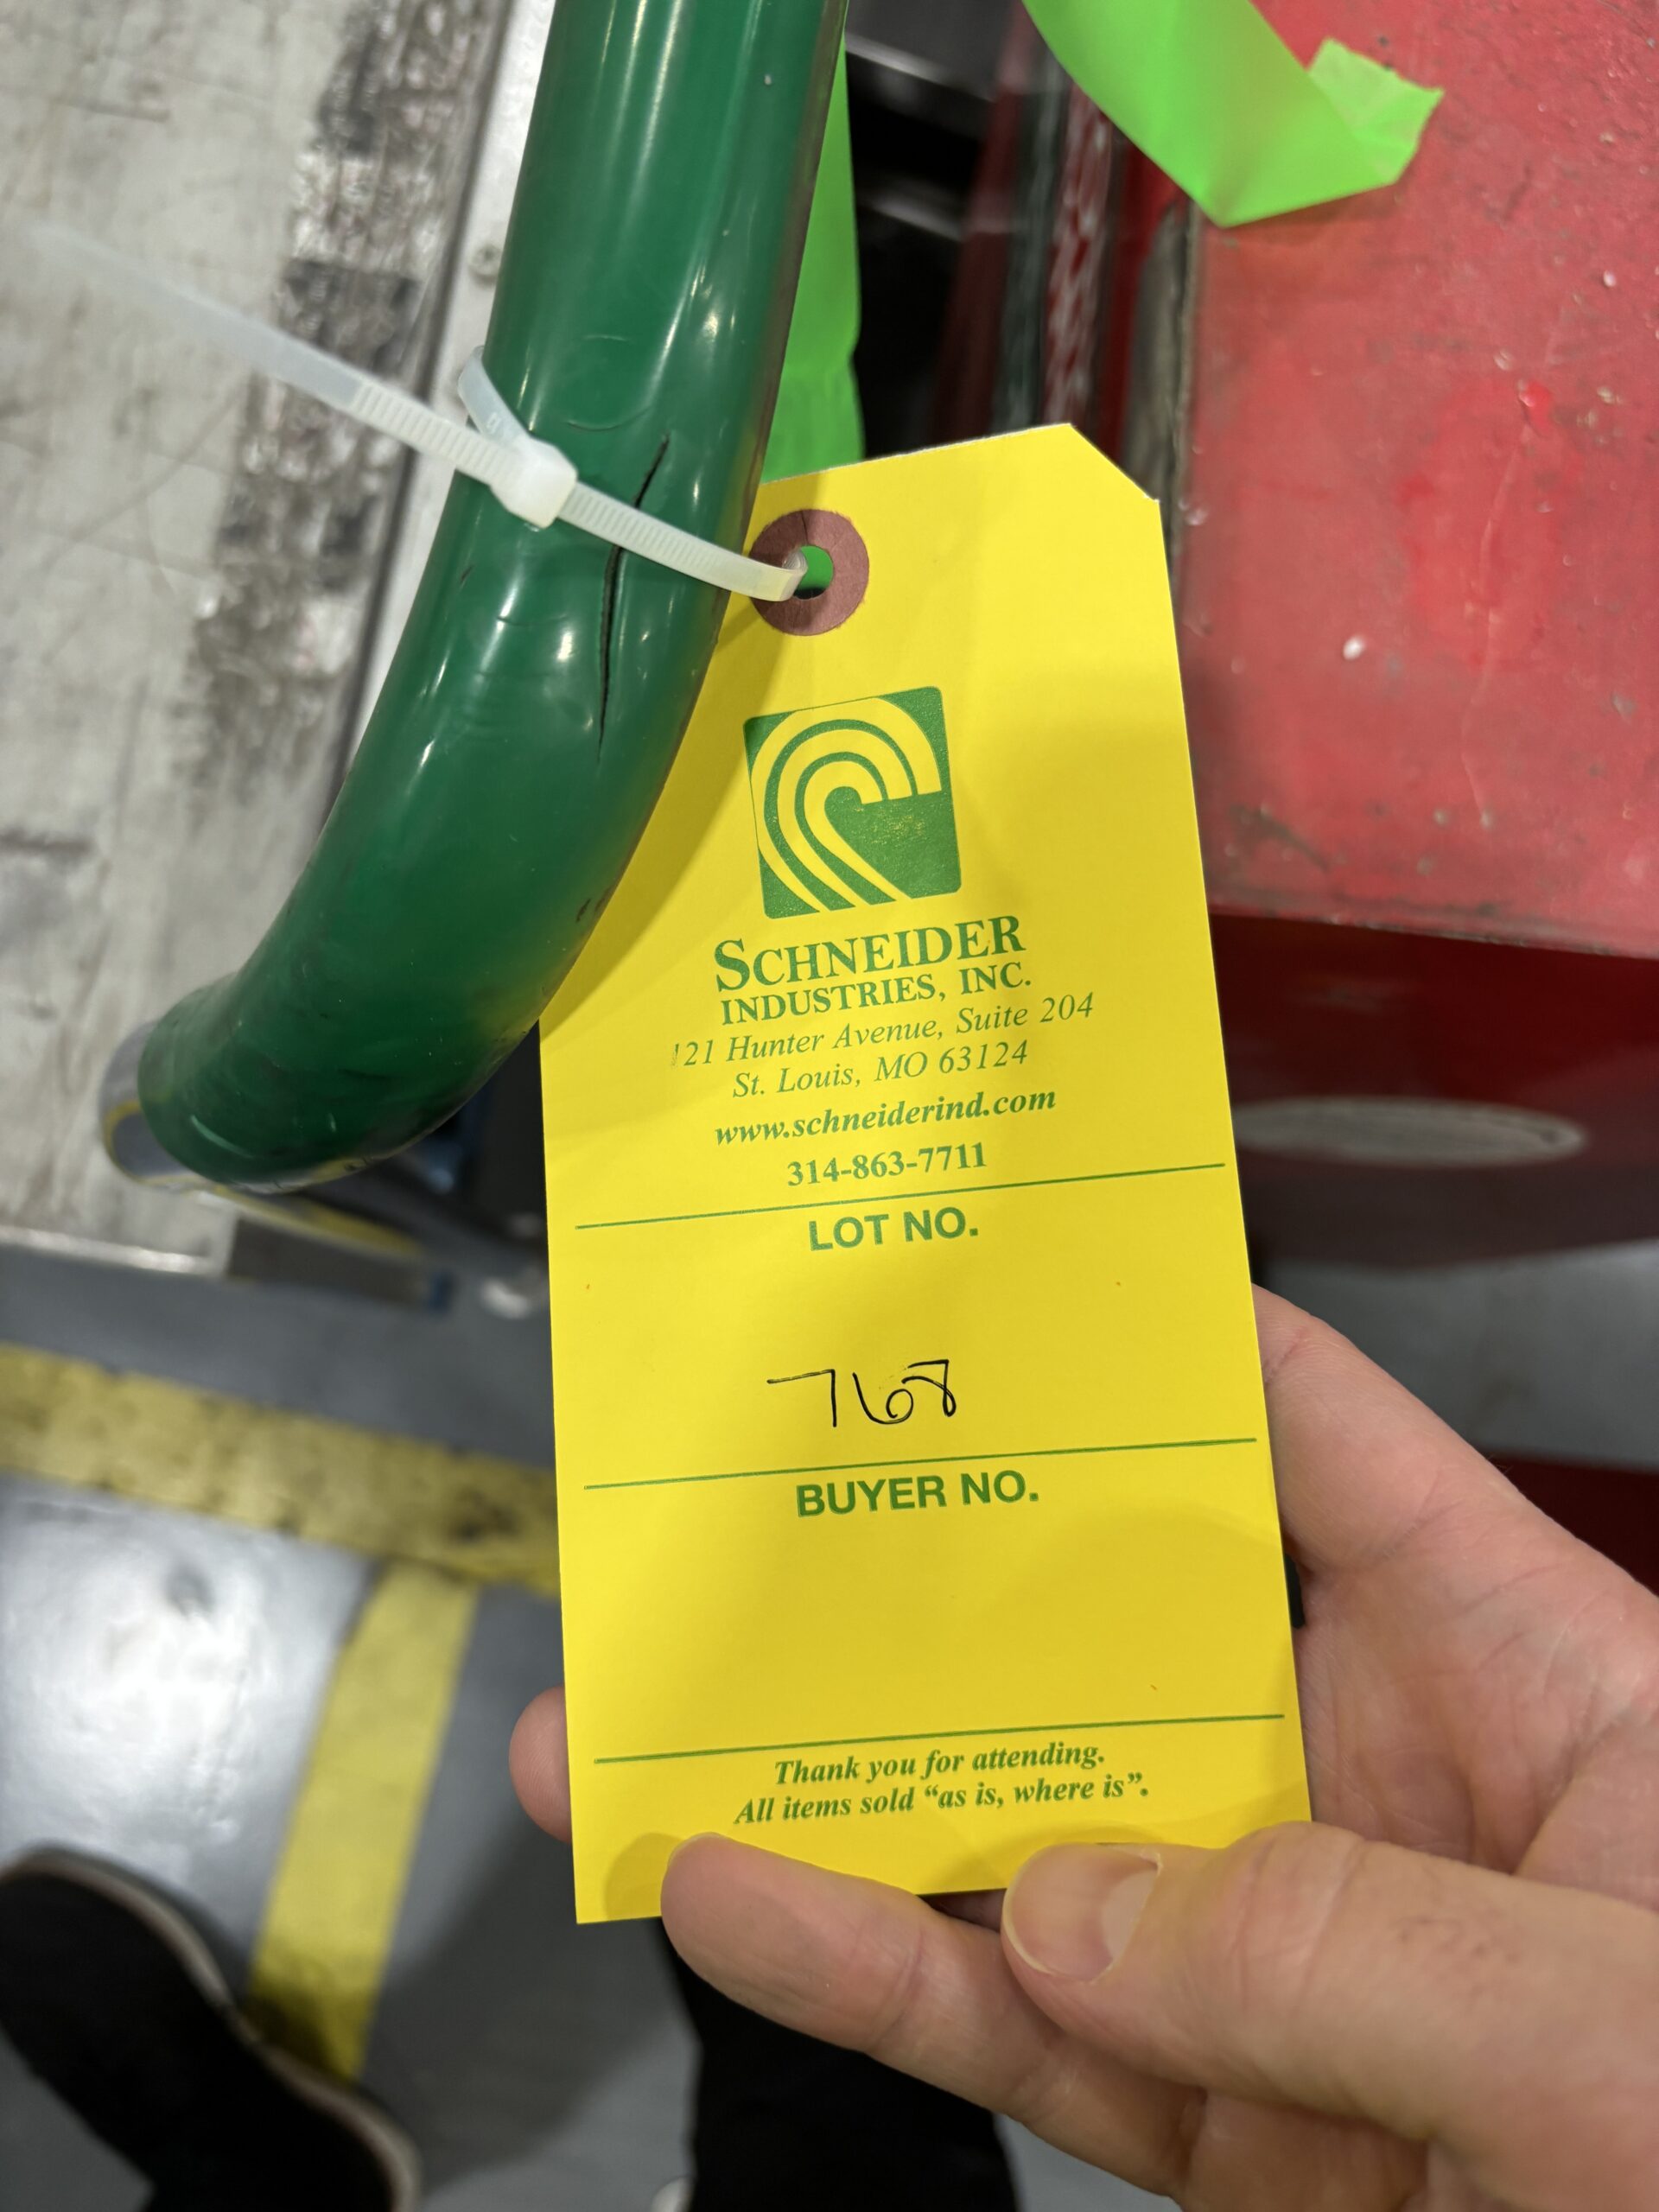 SCHNEIDER
INDUSTRIES, INC.
121 Hunter Avenue, Suite 204
St. Louis, MO 63124
www.schneiderind.com
314-863-7711
LOT NO.
768
BUYER NO.
Thank you for attending.
All items sold “as is, where is”.